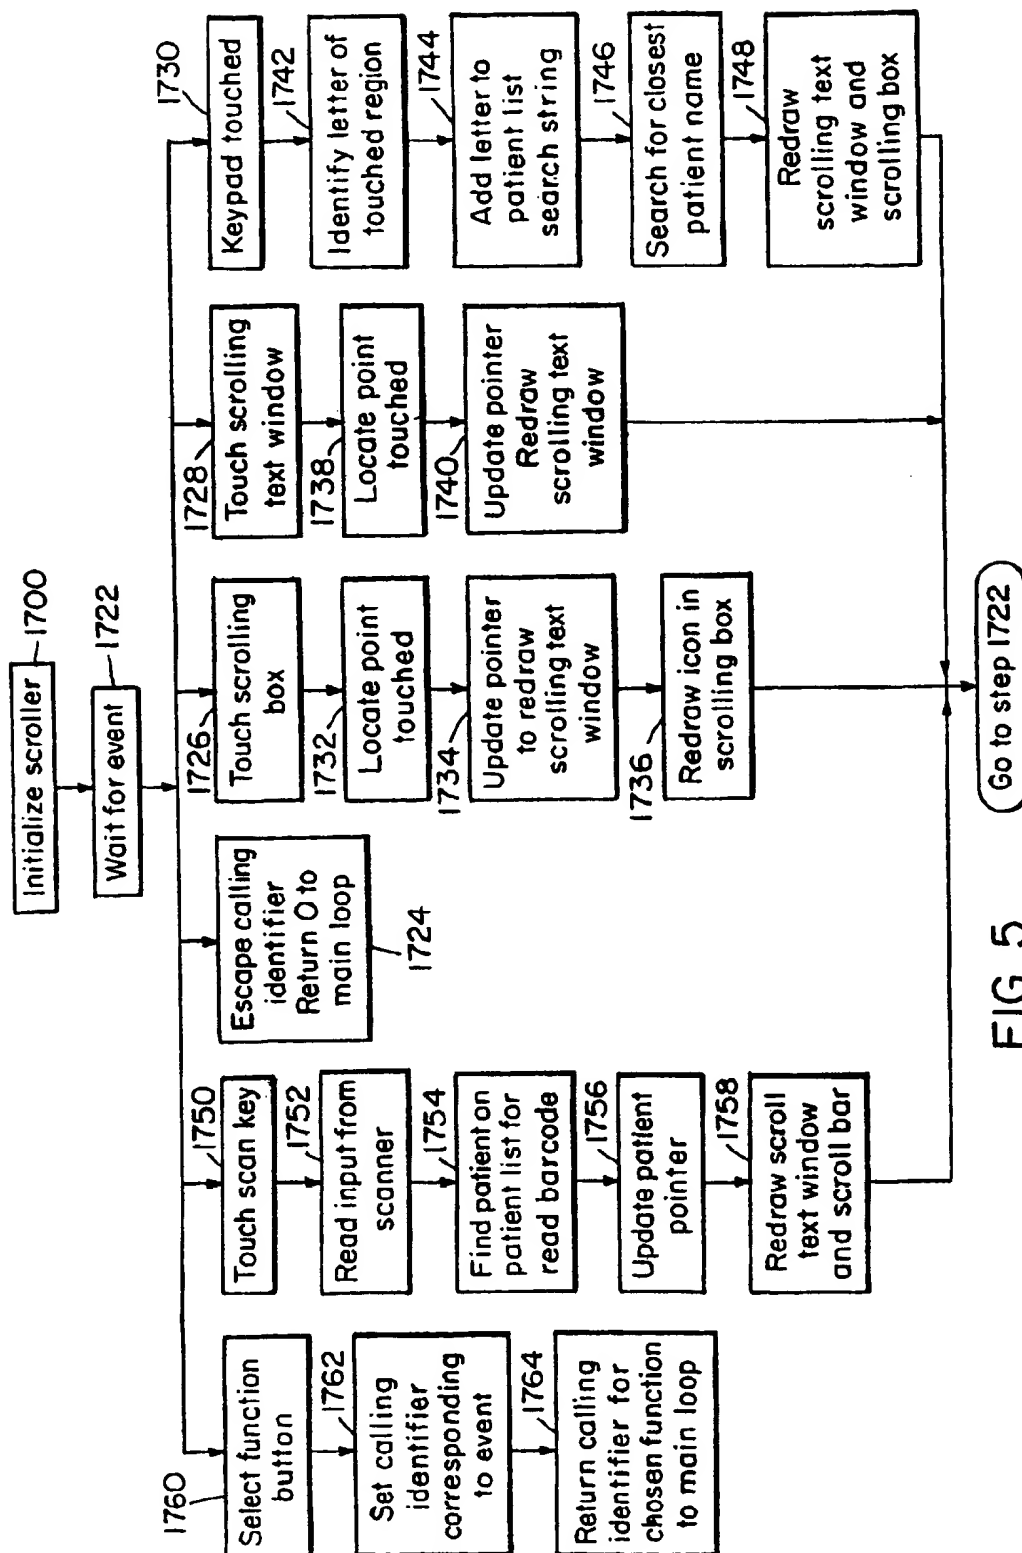 Initialize scroller
1700
Wait for event
1722
1760
Select function
button
1762
Set calling
identifier
corresponding
to event
1764
Return calling
identifier for
chosen function
to main loop
1750
Touch scan key
1752
Read input from
scanner
1754
Find patient on
patient list for
read barcode
1756
Update patient
pointer
1758
Redraw scroll
text window
and scroll bar
Escape calling
identifier
Return 0 to
main loop
1724
1726
Touch scrolling
box
1732
Locate point
touched
1734
Update pointer
to redraw
scrolling text
window
1736
Redraw icon in
scrolling box
1728
Touch scrolling
text window
1738
Locate point
touched
1740
Update pointer
Redraw
scrolling text
window
1730
Keypad touched
1742
Identify letter of
touched region
1744
Add letter to
patient list
search string
1746
Search for closest
patient name
1748
Redraw
scrolling text
window and
scrolling box
Go to step 1722
FIG. 5